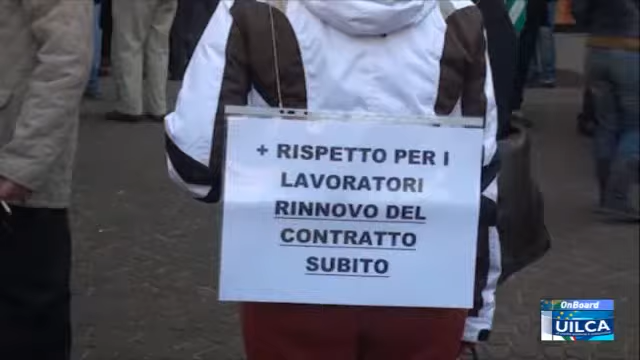 + RISPETTO PER I
LAVORATORI
RINNOVO DEL
CONTRATTO
SUBITO
OnBoard
UILCA